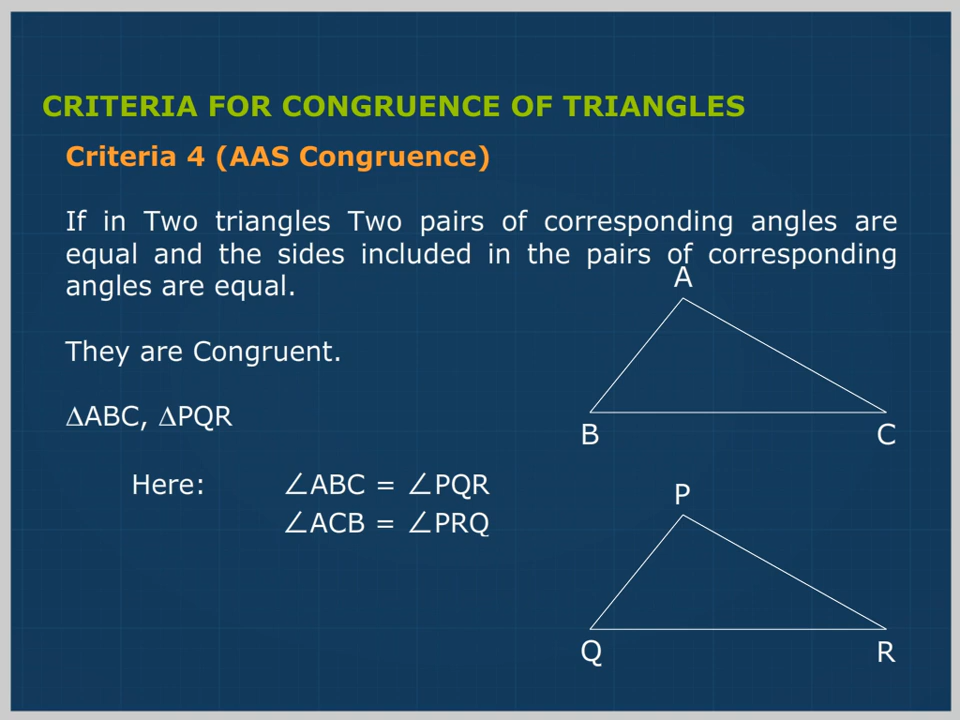 CRITERIA FOR CONGRUENCE OF TRIANGLES
Criteria 4 (AAS Congruence)
If in Two triangles Two pairs of corresponding angles are
equal and the sides included in the pairs of corresponding
angles are equal.
A
They are Congruent.
∆ABC, ∆PQR
B C
Here: ∠ABC = ∠PQR
P
∠ACB = ∠PRQ
Q R